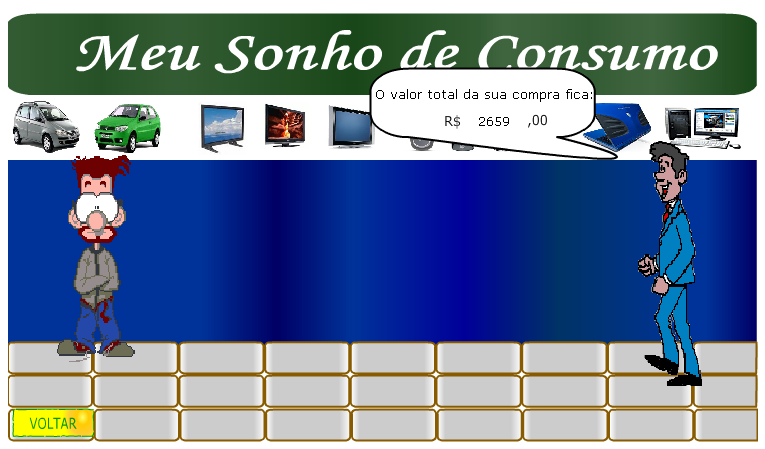 Meu Sonho de Consumo
O valor total da sua compra fica:
R$ 2659 ,00
VOLTAR